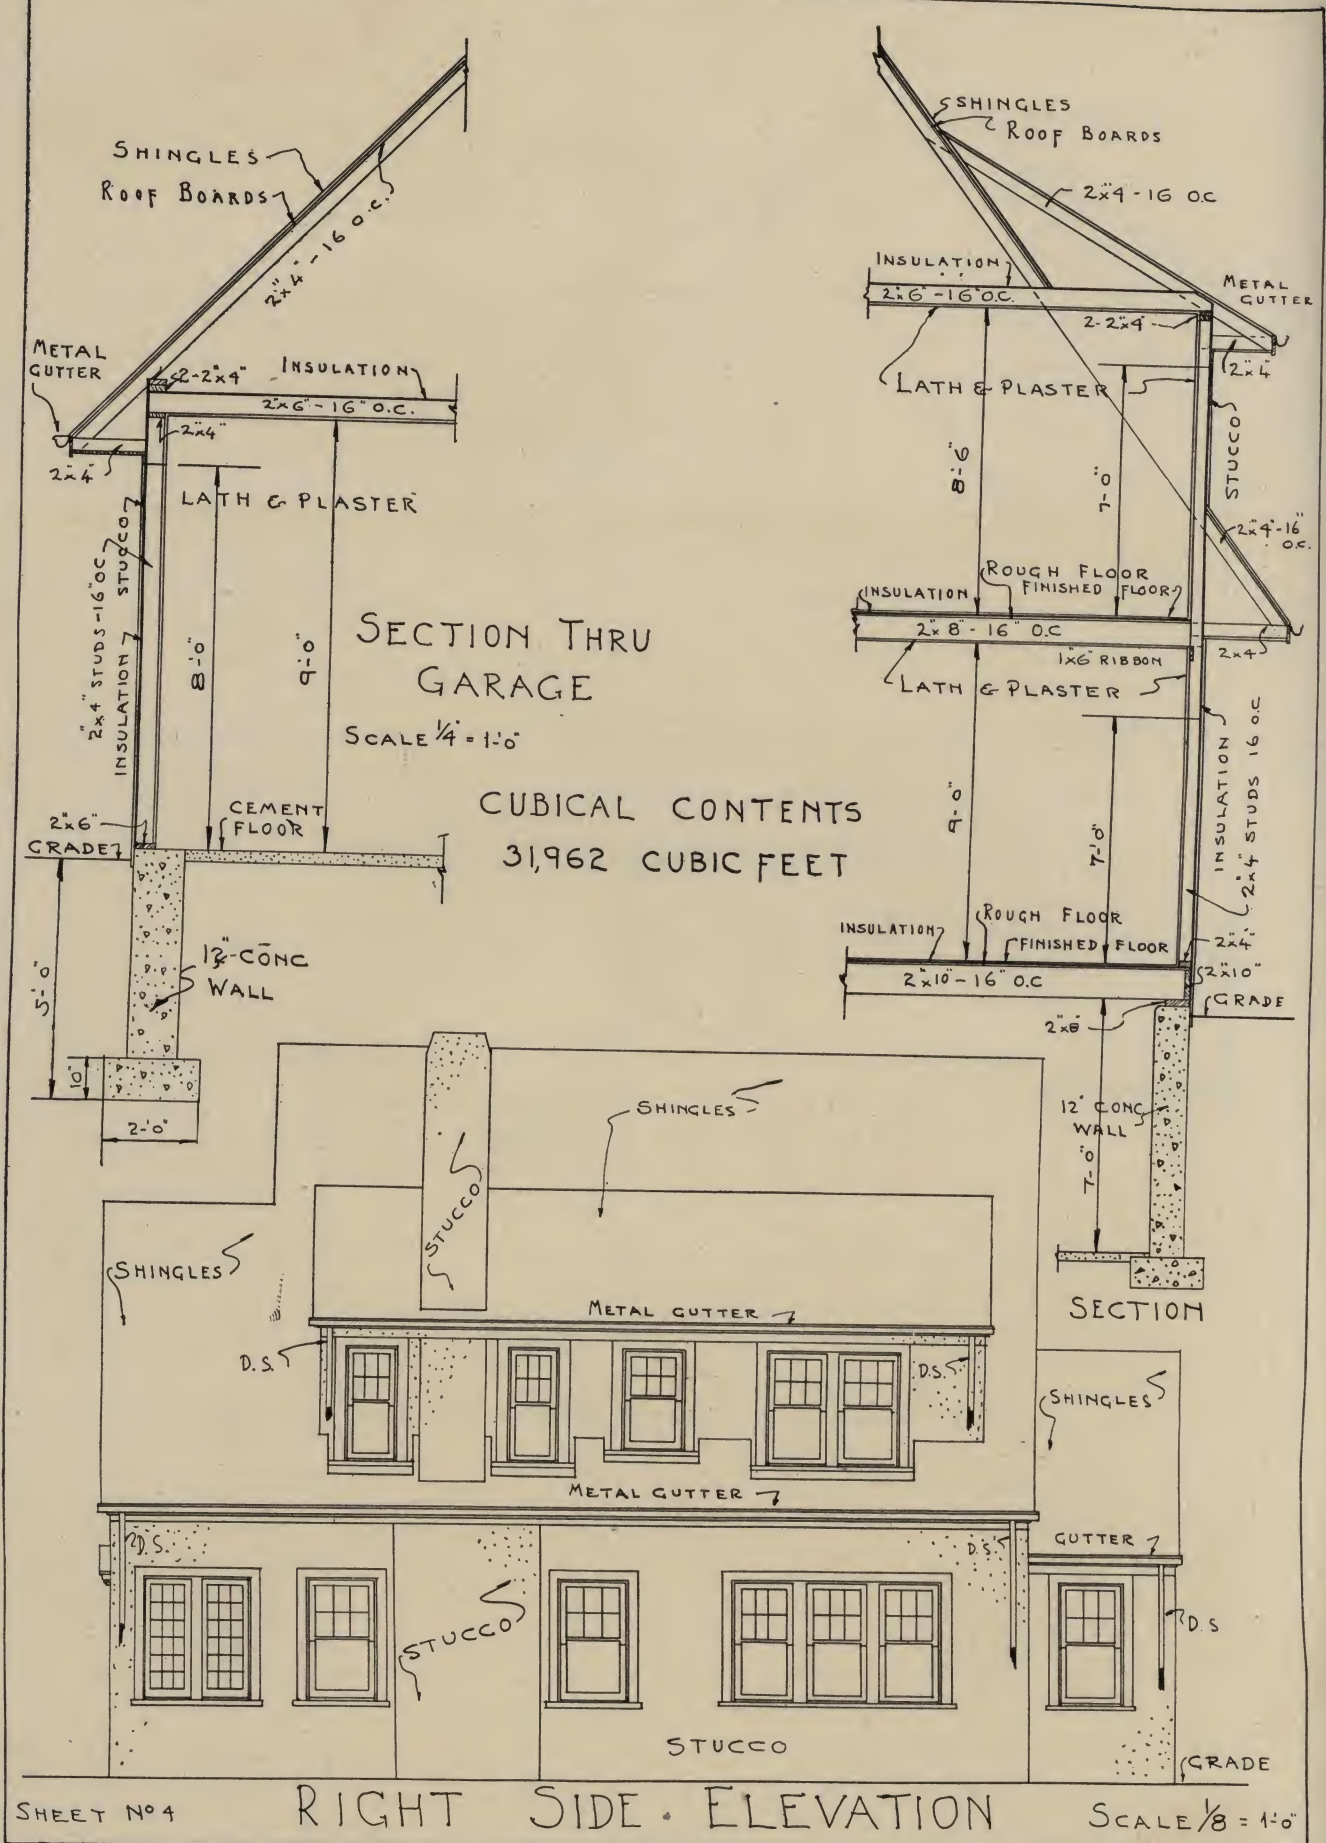 SHINGLES
ROOF BOARDS
2"x4"-16 O.C.
METAL
GUTTER
2-2"x4"
INSULATION
2"x6"-16" O.C.
2"x4"
2"x4"
LATH & PLASTER
2"x4" STUDS-16"OC
INSULATION
STUCCO
8'-0"
9'-0"
SECTION THRU
GARAGE
SCALE 1/4" = 1'-0"
2"x6"
GRADE
CEMENT
FLOOR
5'-0"
CONC
WALL
10"
2'-0"
CUBICAL CONTENTS
31,962 CUBIC FEET
SHINGLES
ROOF BOARDS
2"x4-16 O.C
INSULATION
2"x6"-16"O.C.
METAL
GUTTER
2-2"x4"
2"x4"
LATH & PLASTER
STUCCO
8'-6"
7'-0"
2"x4"-16"
O.C.
ROUGH FLOOR
INSULATION
FINISHED FLOOR
2"x8"-16" O.C
2x4
1"x6" RIBBON
LATH & PLASTER
INSULATION
2"x4" STUDS 16 O.C
9'-0"
7'-0"
INSULATION
ROUGH FLOOR
FINISHED FLOOR
2"x10"-16" O.C
2"x4"
2"x10"
GRADE
12" CONC
WALL
7'-0"
SECTION
SHINGLES
STUCCO
SHINGLES
METAL GUTTER
D.S.
D.S.
SHINGLES
METAL GUTTER
D.S.
D.S.
GUTTER
D.S
STUCCO
STUCCO
GRADE
SHEET No 4
RIGHT SIDE. ELEVATION
SCALE 1/8 = 1'-0"